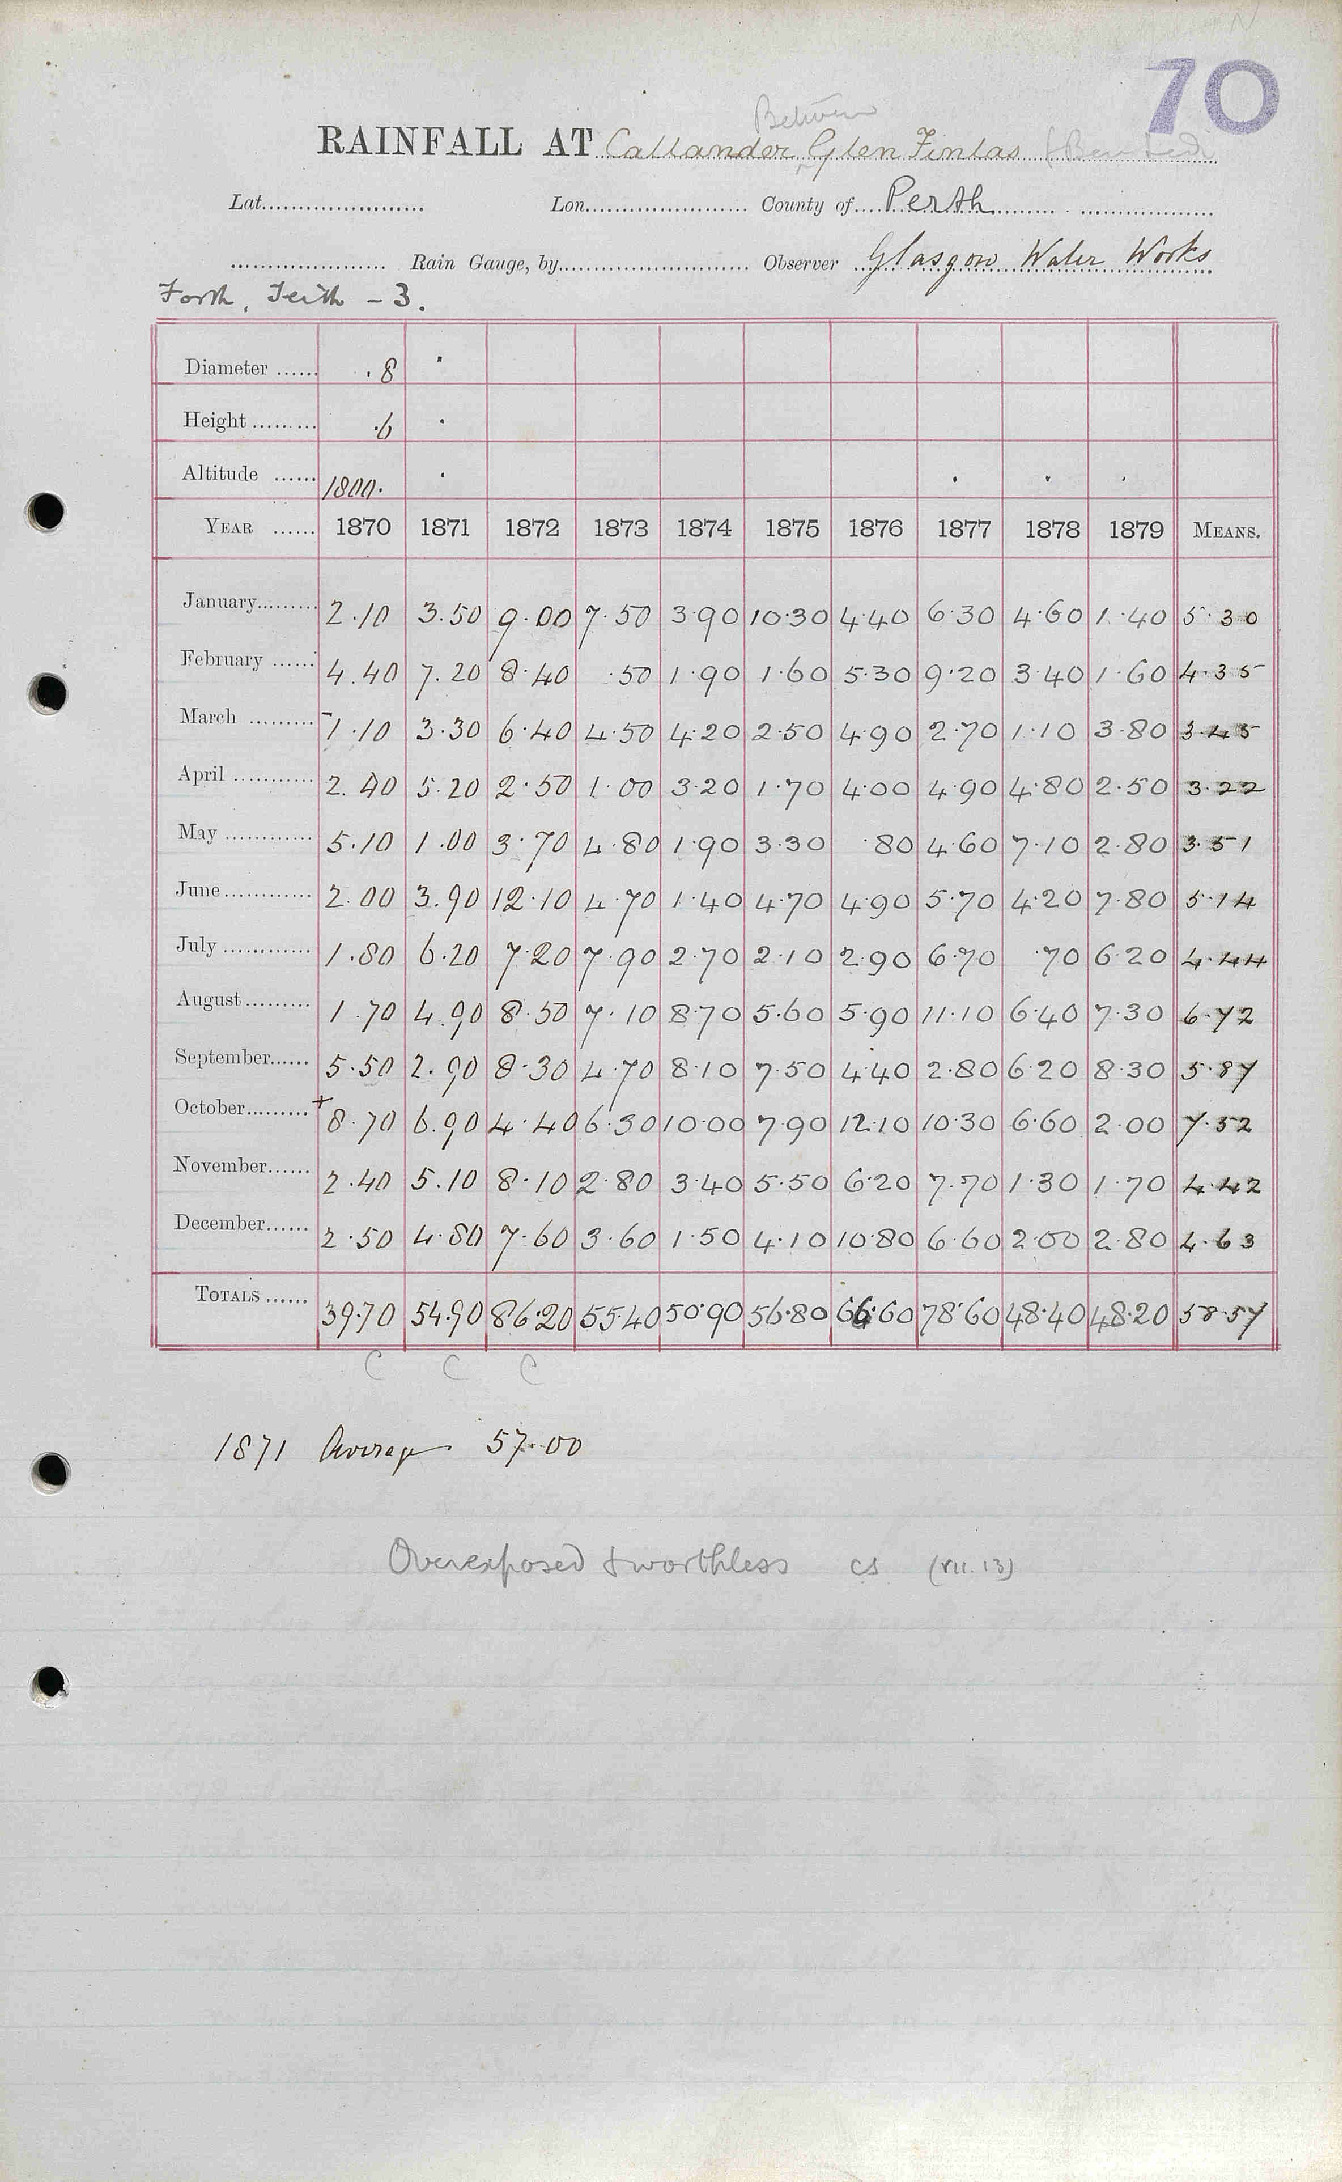 70
Between
RAINFALL AT Callander, Glen Finlas
Lat. Lon. County of Perth
Rain Gauge, by Observer Glasgow Water Works
Forth, Teith - 3.
Diameter .8
Height .6
Altitude 1800.
YEAR 1870 1871 1872 1873 1874 1875 1876 1877 1878 1879 MEANS.
January 2.10 3.50 9.00 7.50 3.90 10.30 4.40 6.30 4.60 1.40 5.30
February 4.40 7.20 8.40 .50 1.90 1.60 5.30 9.20 3.40 1.60 4.35
March 1.10 3.30 6.40 4.50 4.20 2.50 4.90 2.70 1.10 3.80 3.45
April 2.40 5.20 2.50 1.00 3.20 1.70 4.00 4.90 4.80 2.50 3.22
May 5.10 1.00 3.70 4.80 1.90 3.30 .80 4.60 7.10 2.80 3.51
June 2.00 3.90 12.10 4.70 1.40 4.70 4.90 5.70 4.20 7.80 5.14
July 1.80 6.20 7.20 7.90 2.70 2.10 2.90 6.70 .70 6.20 4.44
August 1.70 4.90 8.50 7.10 8.70 5.60 5.90 11.10 6.40 7.30 6.72
September 5.50 2.90 8.30 4.70 8.10 7.50 4.40 2.80 6.20 8.30 5.87
October +8.70 6.90 4.40 6.30 10.00 7.90 12.10 10.30 6.60 2.00 7.52
November 2.40 5.10 8.10 2.80 3.40 5.50 6.20 7.70 1.30 1.70 4.42
December 2.50 4.80 7.60 3.60 1.50 4.10 10.80 6.60 2.00 2.80 4.63
TOTALS 39.70 54.90 86.20 55.40 50.90 56.80 66.60 78.60 48.40 48.20 58.57
C C C
1871 Average 57.00
Overexposed & worthless CS (VII.13)